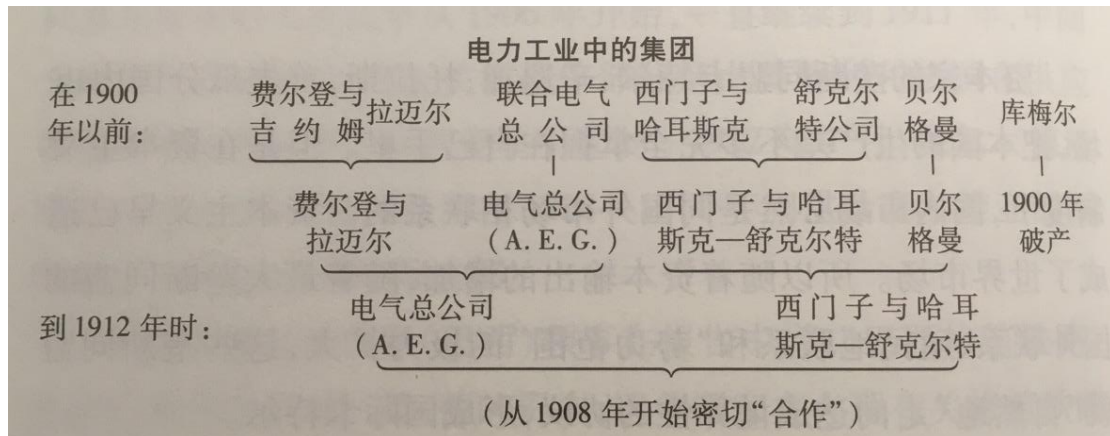 电力工业中的集团
在 1900 费尔登与 拉迈尔 联合电气 西门子与 舒克尔 贝尔 库梅尔
年以前： 吉约姆 总公司 哈耳斯克 特公司 格曼
费尔登与 电气总公司 西门子与哈耳 贝尔 1900 年
拉迈尔 （A.E.G.） 斯克—舒克尔特 格曼 破产
到 1912 年时： 电气总公司 西门子与哈耳
（A.E.G.） 斯克—舒克尔特
（从 1908 年开始密切“合作”）